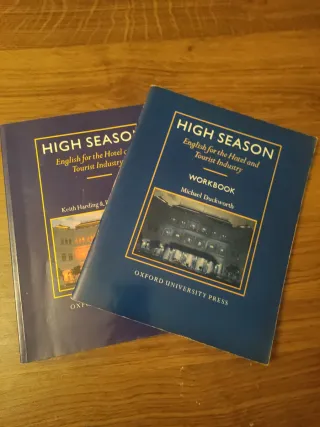 HIGH SEASON
English for the Hotel
Tourist Industry
Keith Harding &
OX
HIGH SEASON
English for the Hotel and
Tourist Industry
WORKBOOK
Michael Duckworth
OXFORD UNIVERSITY PRESS